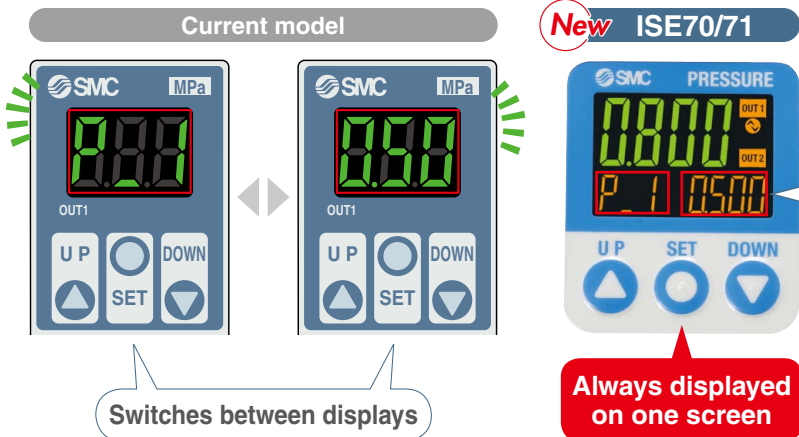 Current model
New ISE70/71
SMC MPa
P_1
OUT1
UP DOWN
SET
SMC MPa
0.50
OUT1
UP DOWN
SET
SMC PRESSURE
0.800 OUT1
OUT2
P_1 0.500
UP SET DOWN
Switches between displays
Always displayed
on one screen